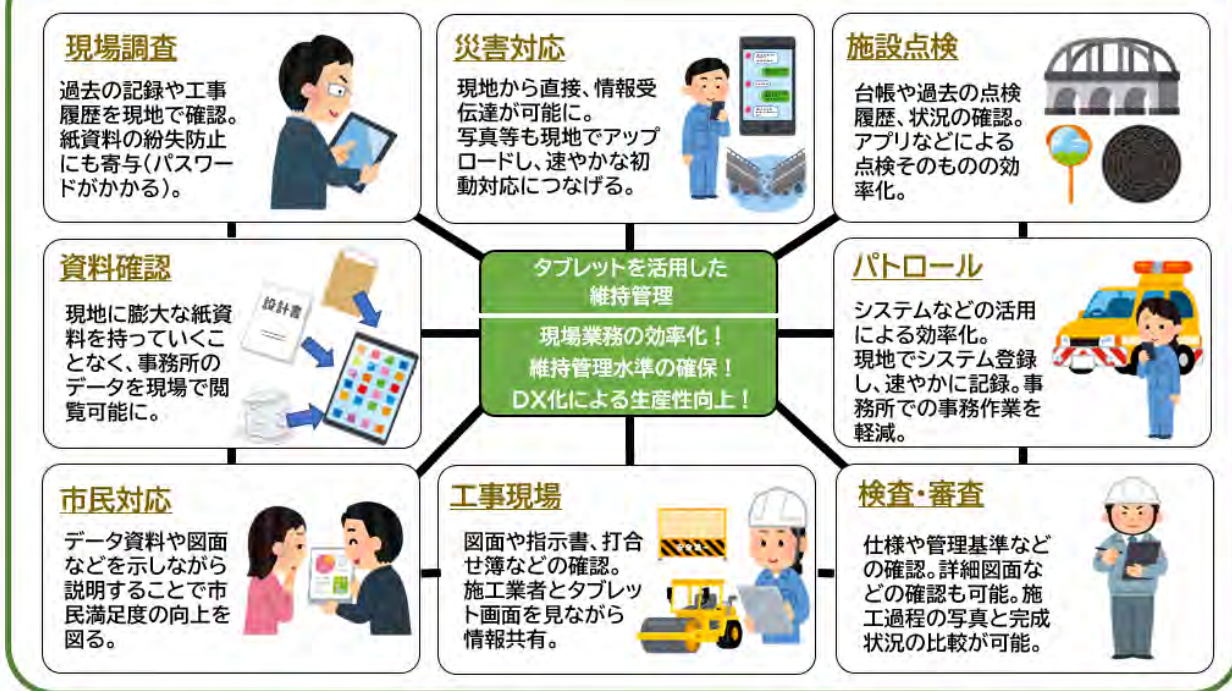 現場調査
過去の記録や工事
履歴を現地で確認。
紙資料の紛失防止
にも寄与(パスワー
ドがかかる)。
災害対応
現地から直接、情報受
伝達が可能に。
写真等も現地でアップ
ロードし、速やかな初
動対応につなげる。
施設点検
台帳や過去の点検
履歴、状況の確認。
アプリなどによる
点検そのものの効
率化。
資料確認
現地に膨大な紙資
料を持っていくこ
となく、事務所の
データを現場で閲
覧可能に。
設計書
タブレットを活用した
維持管理
現場業務の効率化！
維持管理水準の確保！
DX化による生産性向上！
パトロール
システムなどの活用
による効率化。
現地でシステム登録
し、速やかに記録。事
務所での事務作業を
軽減。
市民対応
データ資料や図面
などを示しながら
説明することで市
民満足度の向上を
図る。
工事現場
図面や指示書、打合
せ簿などの確認。
施工業者とタブレッ
ト画面を見ながら
情報共有。
検査・審査
仕様や管理基準など
の確認。詳細図面な
どの確認も可能。施
工過程の写真と完成
状況の比較が可能。